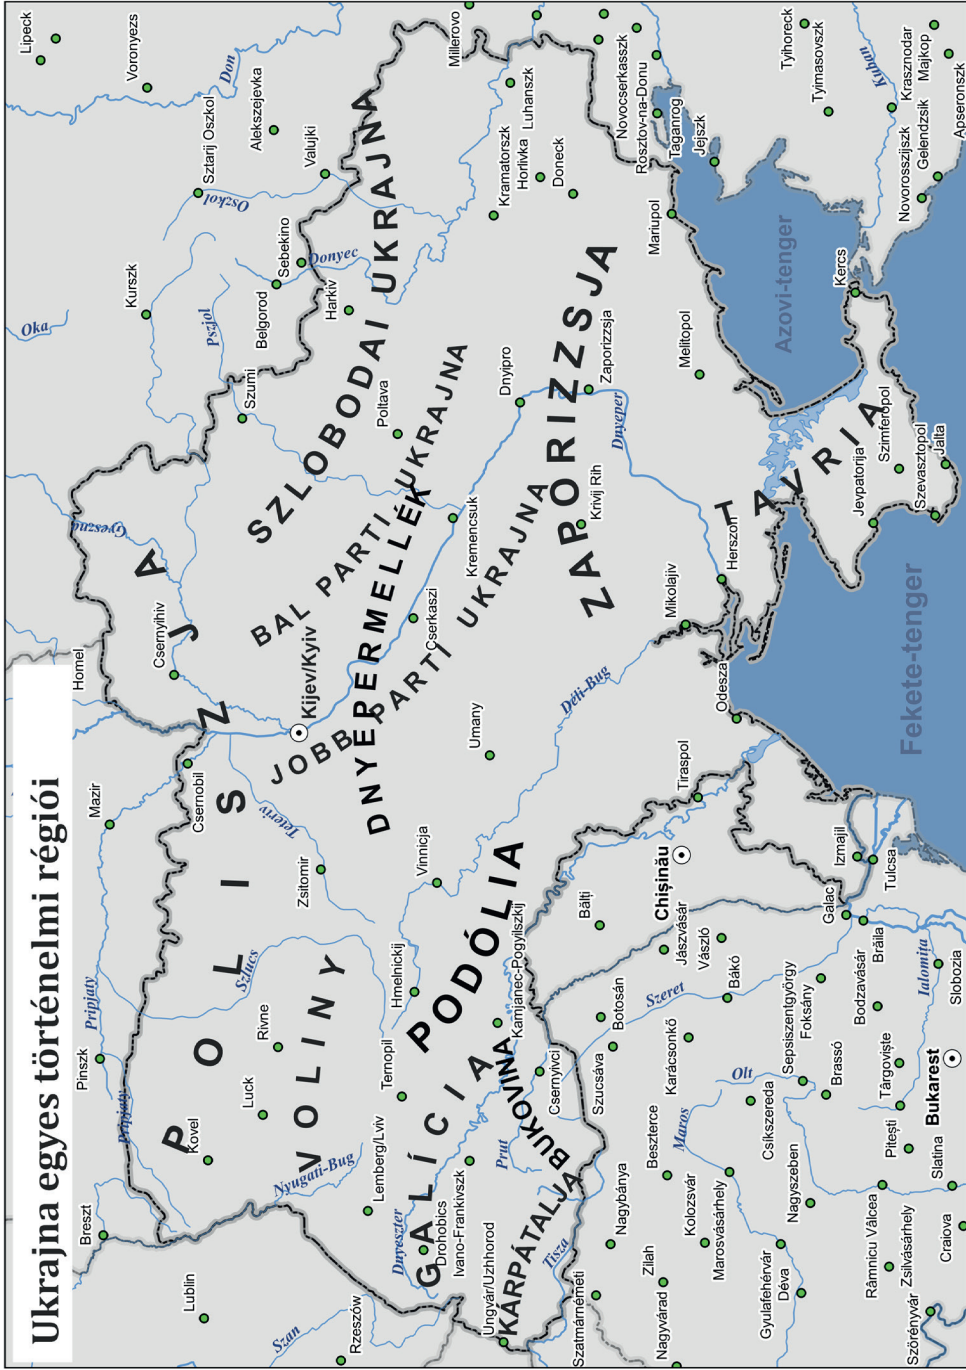 Ukrajna egyes történelmi régiói
POLISZJA
VOLINY
GALÍCIA
PODÓLIA
BUKOVINA
KÁRPÁTALJA
DNYEPERMELLÉK
JOBB PARTI UKRAJNA
BAL PARTI UKRAJNA
SZLOBODAI UKRAJNA
ZAPORIZZSJA
TAVRIA
Fekete-tenger
Azovi-tenger
Lipeck
Voronyezs
Don
Sztarij Oszkol
Alekszejevka
Valujki
Oszkol
Kurszk
Oka
Pszjol
Belgorod
Sebekino
Donyec
Harkiv
Szumi
Poltava
Gyeszna
Csernyihiv
Homel
Mazir
Csernobil
Kijev/Kyiv
Teteriv
Zsitomir
Pripjaty
Pinszk
Pripjaty
Szlucs
Rivne
Luck
Kovel
Breszt
Nyugati-Bug
Lublin
Rzeszów
Szan
Lemberg/Lviv
Ternopil
Hmelnickij
Vinnicja
Umany
Cserkaszi
Kremencsuk
Dnyipro
Zaporizzsja
Dnyeper
Krivij Rih
Déli-Bug
Kamjanec-Pogyilszkij
Dnyeszter
Drohobics
Ivano-Frankivszk
Ungvár/Uzhhorod
Prut
Csernyivci
Tisza
Millerovo
Luhanszk
Kramatorszk
Horlivka
Doneck
Novocserkasszk
Rosztov-na-Donu
Taganrog
Jejszk
Mariupol
Melitopol
Herszon
Mikolajiv
Odesza
Tiraspol
Chișinău
Bălți
Jászvásár
Vászló
Bákó
Szeret
Botosán
Szucsáva
Karácsonkő
Szatmárnémeti
Nagybánya
Beszterce
Zilah
Nagyvárad
Kolozsvár
Maros
Marosvásárhely
Gyulafehérvár
Déva
Nagyszeben
Csíkszereda
Olt
Sepsiszentgyörgy
Foksány
Brassó
Bodzavásár
Brăila
Galac
Izmajil
Tulcsa
Ialomița
Slobozia
Târgoviște
Pitești
Bukarest
Slatina
Râmnicu Vâlcea
Zsilvásárhely
Craiova
Szörényvár
Jevpatorija
Szimferopol
Szevasztopol
Jalta
Kercs
Tyihoreck
Tyimasovszk
Kuban
Krasznodar
Majkop
Novorosszijszk
Gelendzsik
Apseronszk